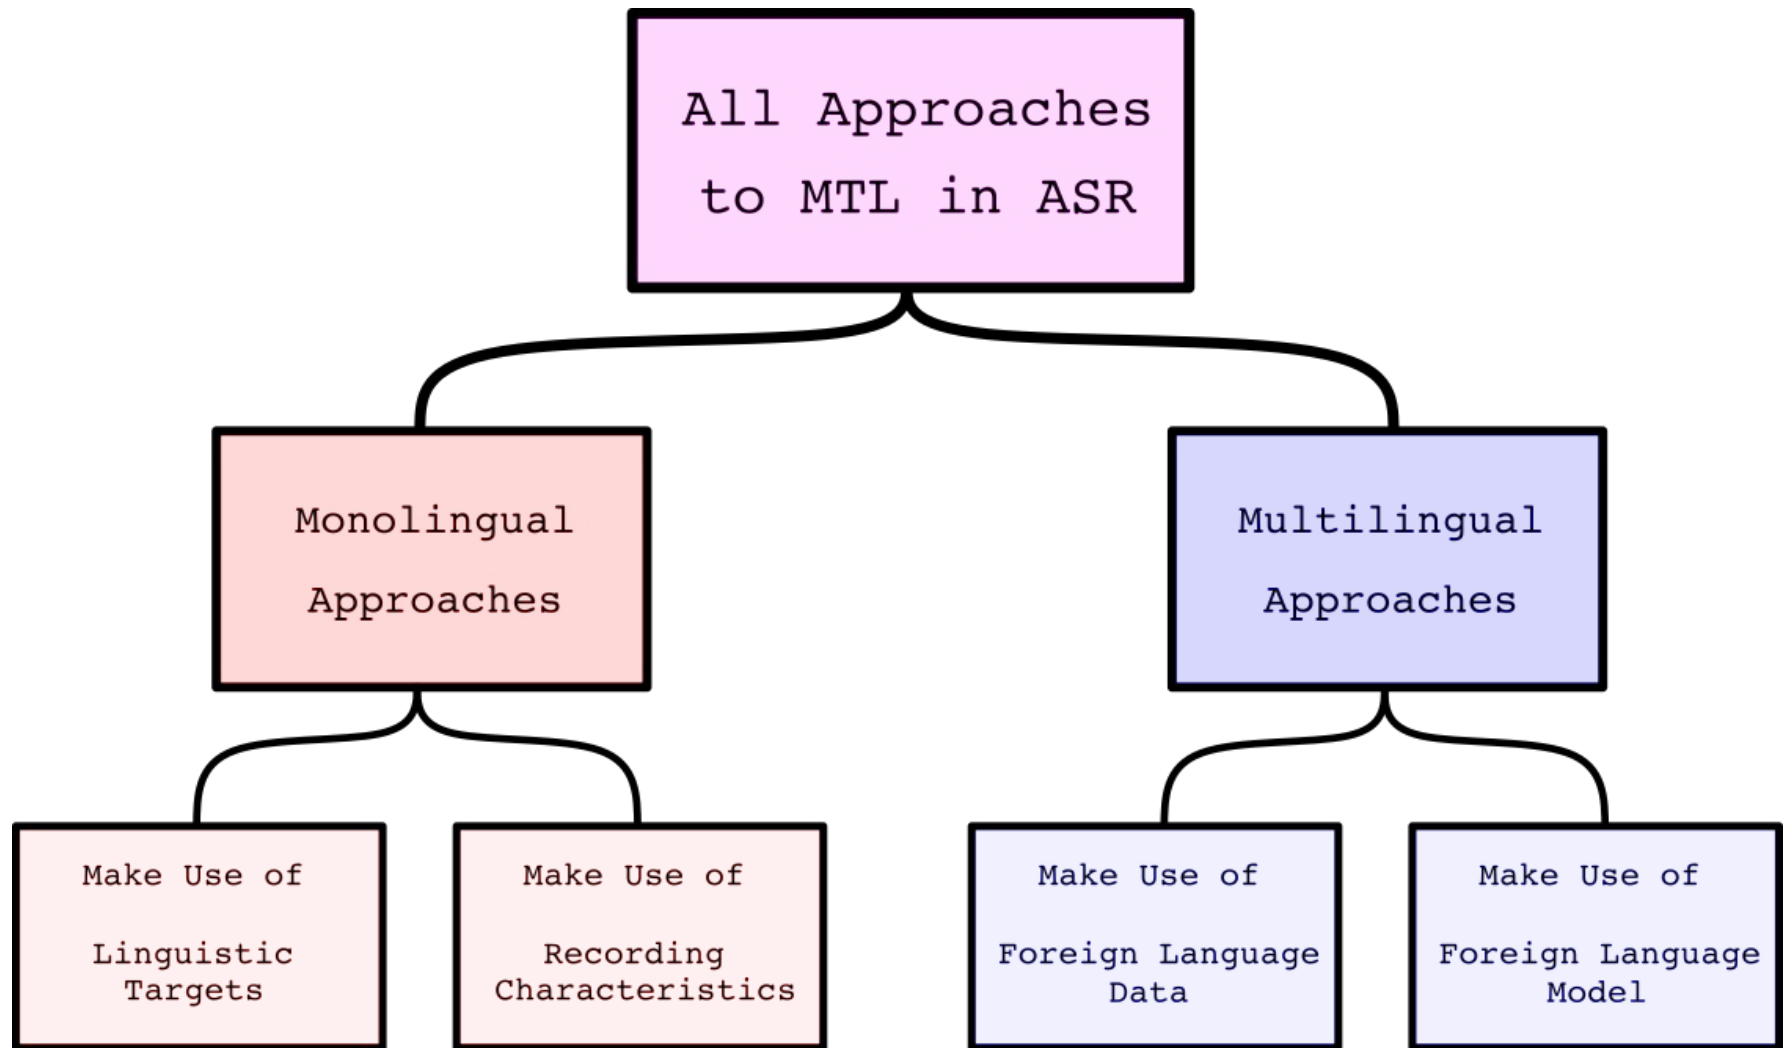 All Approaches
to MTL in ASR
Monolingual
Approaches
Multilingual
Approaches
Make Use of
Linguistic
Targets
Make Use of
Recording
Characteristics
Make Use of
Foreign Language
Data
Make Use of
Foreign Language
Model